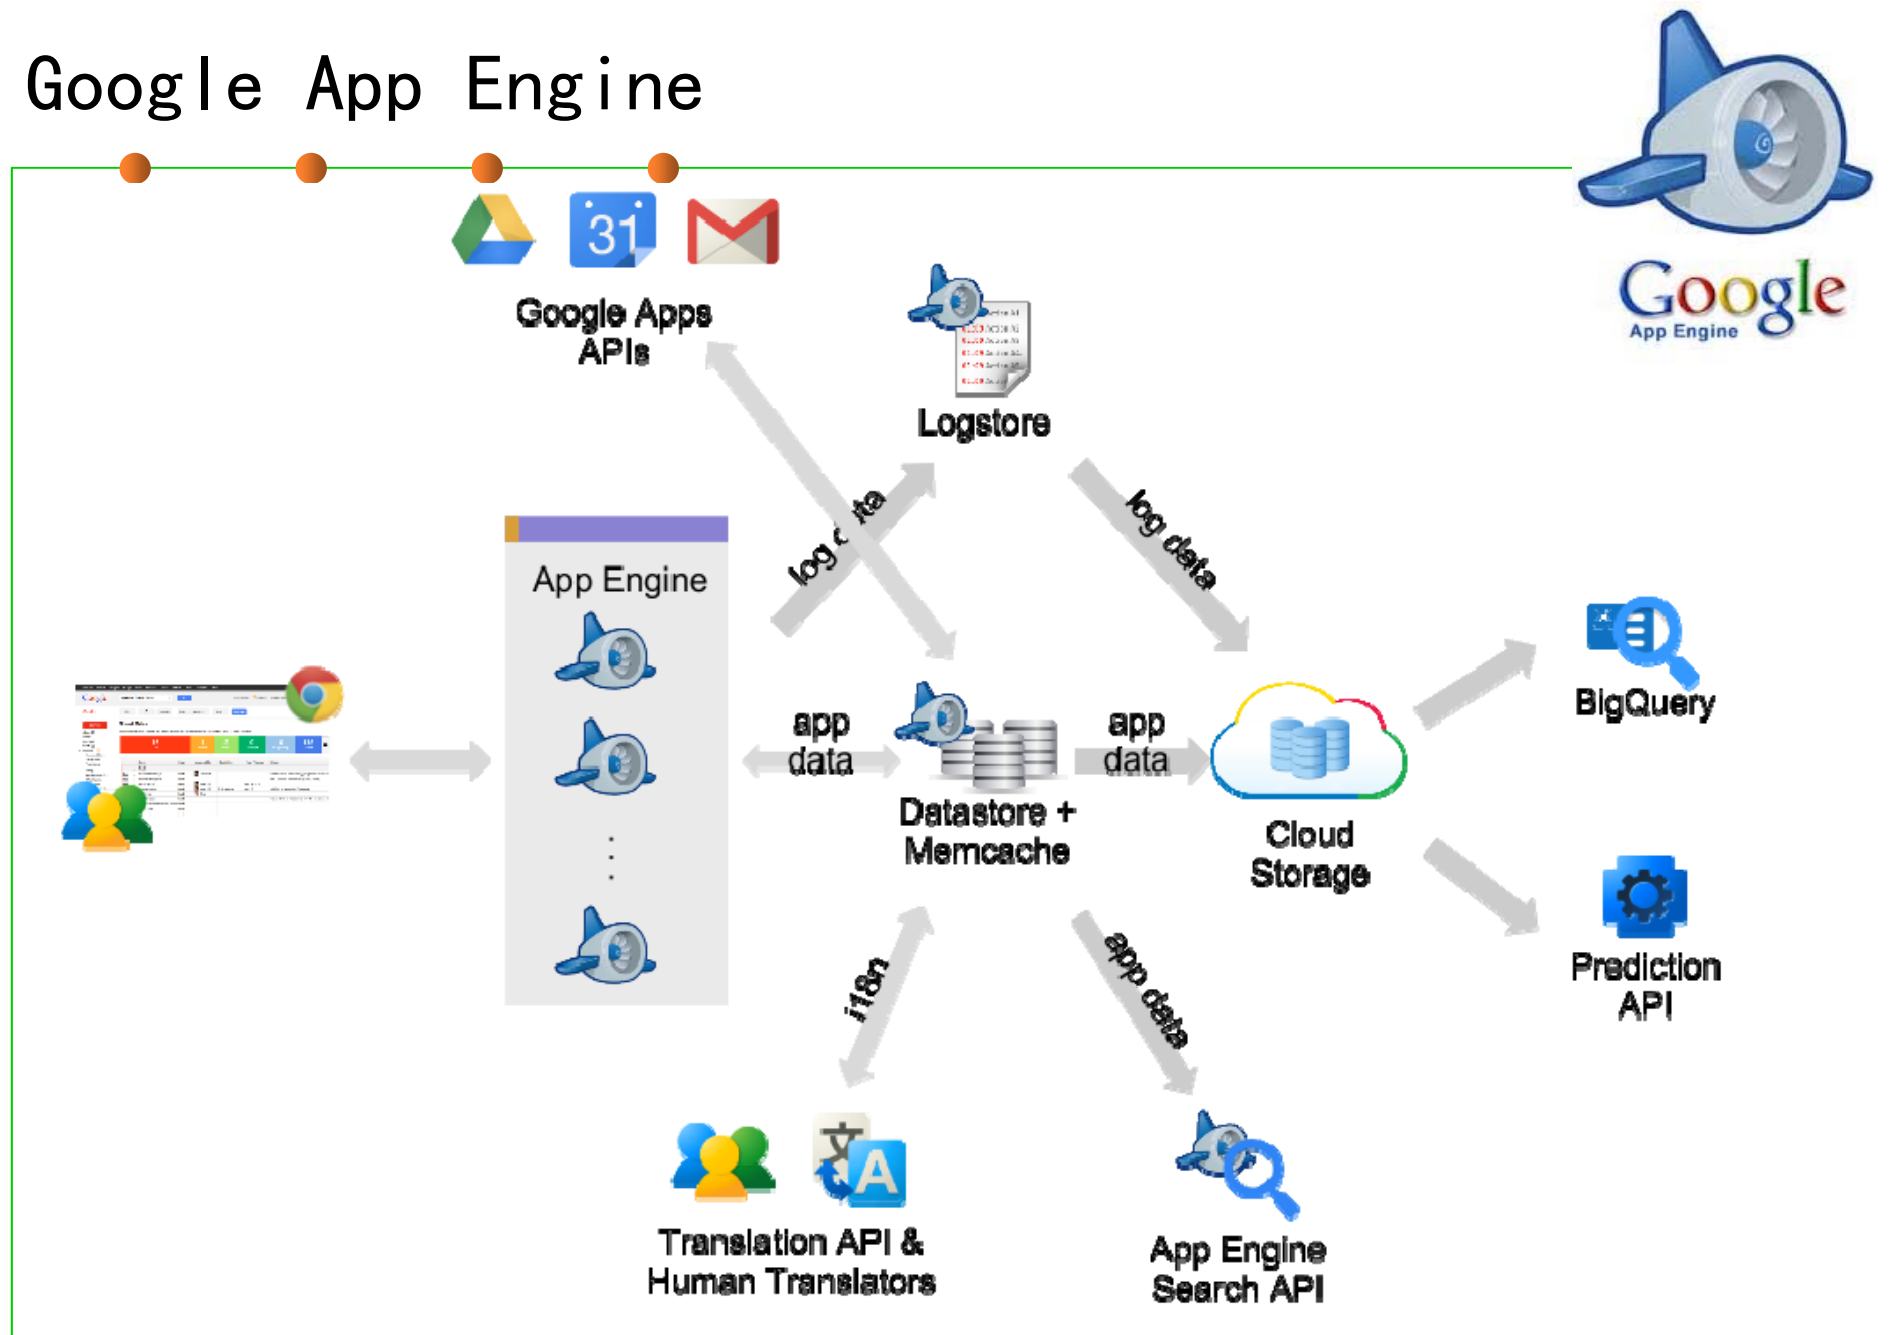 Google App Engine
31
Google Apps
APIs
Google
App Engine
Logstore
log data
log data
App Engine
app
data
app
data
BigQuery
Datastore +
Memcache
Cloud
Storage
i18n
app data
Prediction
API
文
A
Translation API &
Human Translators
App Engine
Search API